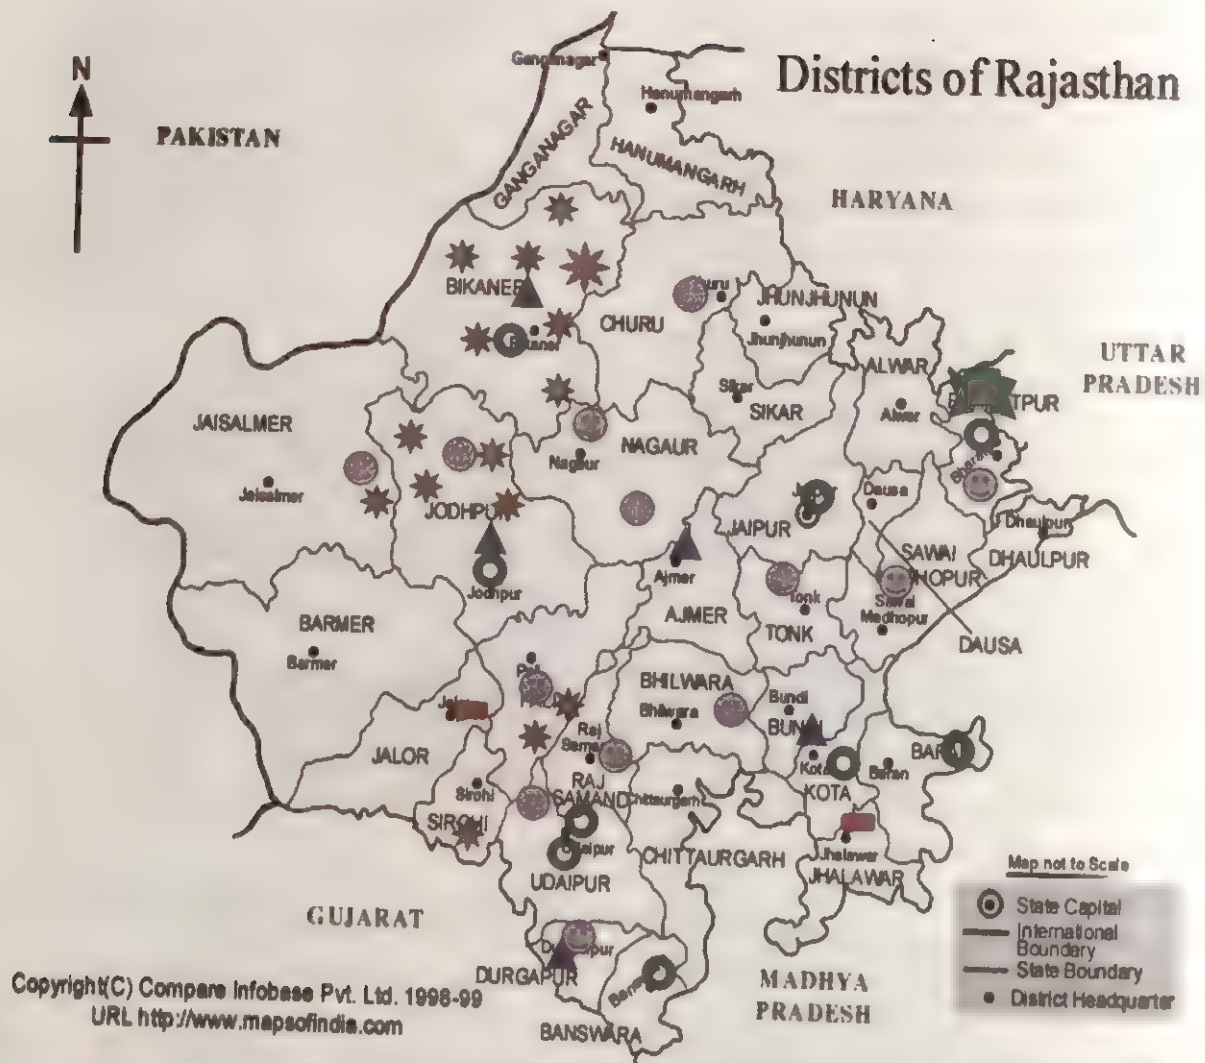 Districts of Rajasthan
N
PAKISTAN
Ganganagar
Hanumangarh
GANGANAGAR
HANUMANGARH
HARYANA
BIKANER
CHURU
JHUNJHUNUN
Jhunjhunun
UTTAR
PRADESH
ALWAR
Alwar
Sikar
SIKAR
JAISALMER
Jaisalmer
NAGAUR
Nagaur
JODHPUR
Jodhpur
JAIPUR
Dausa
SAWAI
Sawai
Madhopur
Dhaulpur
DHAULPUR
DAUSA
Ajmer
AJMER
Tonk
TONK
BARMER
Barmer
BHILWARA
Bhilwara
Bundi
Kota
KOTA
Baran
JALOR
Sirohi
SIROHI
Raj
RAJ
SAMAND
Chittaurgarh
CHITTAURGARH
UDAIPUR
Jhalawar
JHALAWAR
GUJARAT
DURGAPUR
BANSWARA
MADHYA
PRADESH
Map not to Scale
State Capital
International
Boundary
State Boundary
District Headquarter
Copyright(C) Compare Infobase Pvt. Ltd. 1998-99
URL http://www.mapsofindia.com